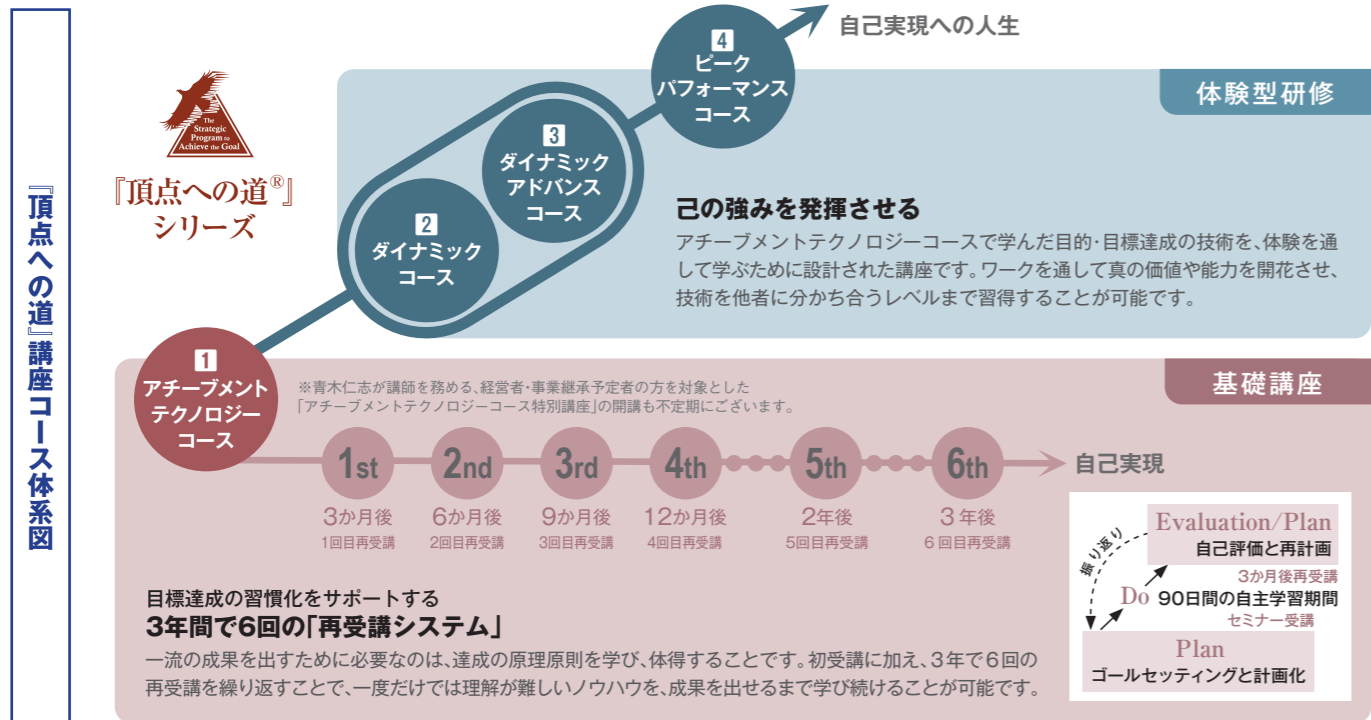 『頂点への道』講座コース体系図
The
Strategic
Program to
Achieve the Goal
『頂点への道®』
シリーズ
自己実現への人生
4
ピーク
パフォーマンス
コース
3
ダイナミック
アドバンス
コース
2
ダイナミック
コース
体験型研修
己の強みを発揮させる
アチーブメントテクノロジーコースで学んだ目的・目標達成の技術を、体験を通
して学ぶために設計された講座です。ワークを通して真の価値や能力を開花させ、
技術を他者に分かち合うレベルまで習得することが可能です。
1
アチーブメント
テクノロジー
コース
基礎講座
※青木仁志が講師を務める、経営者・事業継承予定者の方を対象とした
「アチーブメントテクノロジーコース特別講座」の開講も不定期にございます。
1st
2nd
3rd
4th
5th
6th
自己実現
3か月後
6か月後
9か月後
12か月後
2年後
3年後
1回目再受講
2回目再受講
3回目再受講
4回目再受講
5回目再受講
6回目再受講
目標達成の習慣化をサポートする
3年間で6回の「再受講システム」
一流の成果を出すために必要なのは、達成の原理原則を学び、体得することです。初受講に加え、3年で6回の
再受講を繰り返すことで、一度だけでは理解が難しいノウハウを、成果を出せるまで学び続けることが可能です。
Evaluation/Plan
自己評価と再計画
振り返り
3か月後再受講
Do 90日間の自主学習期間
セミナー受講
Plan
ゴールセッティングと計画化